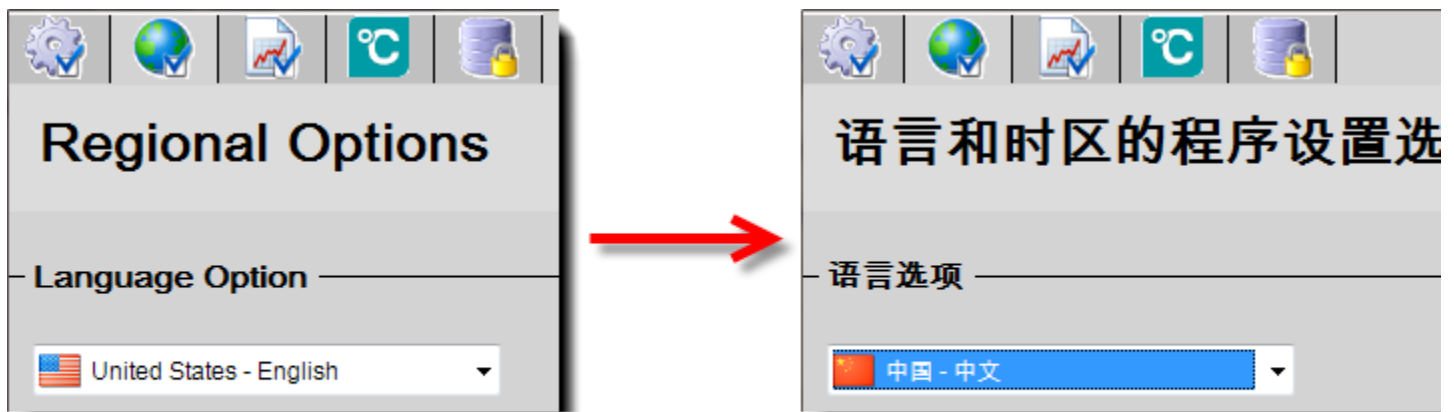 ℃
Regional Options
Language Option
United States - English
℃
语言和时区的程序设置选
语言选项
中国 - 中文